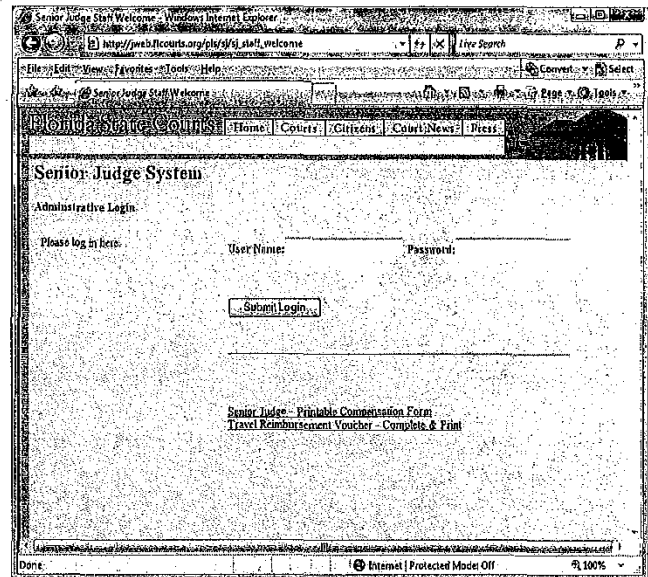 Senior Judge Staff Welcome - Windows Internet Explorer
http://jweb.flcourts.org/pls/sj/sj_staff_welcome
Live Search
File Edit View Favorites Tools Help
Convert Select
Senior Judge Staff Welcome
Page Tools
Florida State Courts Home Courts Citizens Court News Press
Senior Judge System
Administrative Login
Please log in here.
User Name: Password:
Submit Login
Senior Judge - Printable Compensation Form
Travel Reimbursement Voucher - Complete & Print
Done Internet | Protected Mode: Off 100%